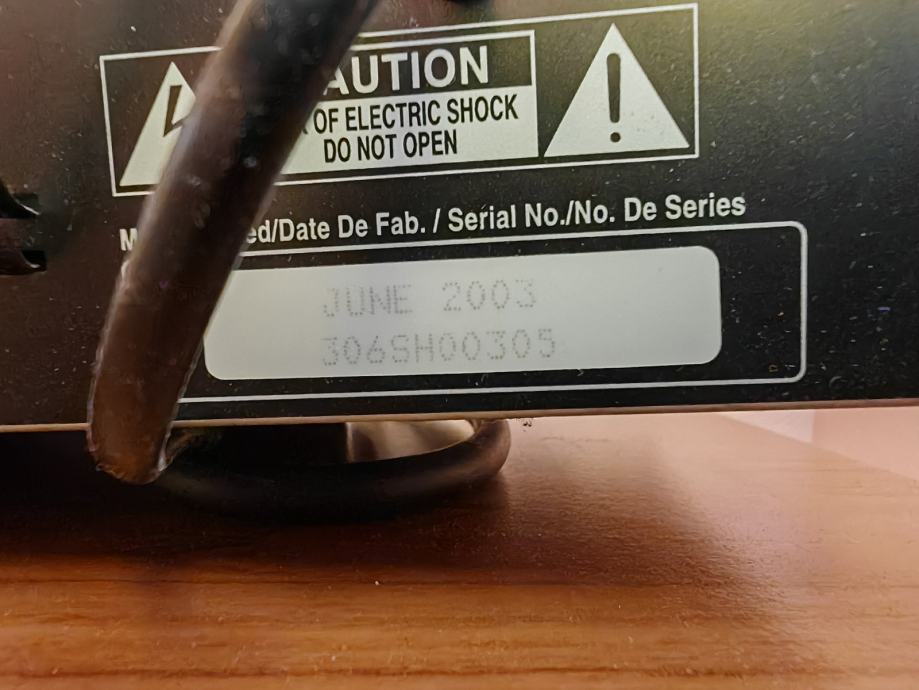 AUTION
OF ELECTRIC SHOCK
DO NOT OPEN
ed/Date De Fab. / Serial No./No. De Series
JUNE 2003
306SH00305